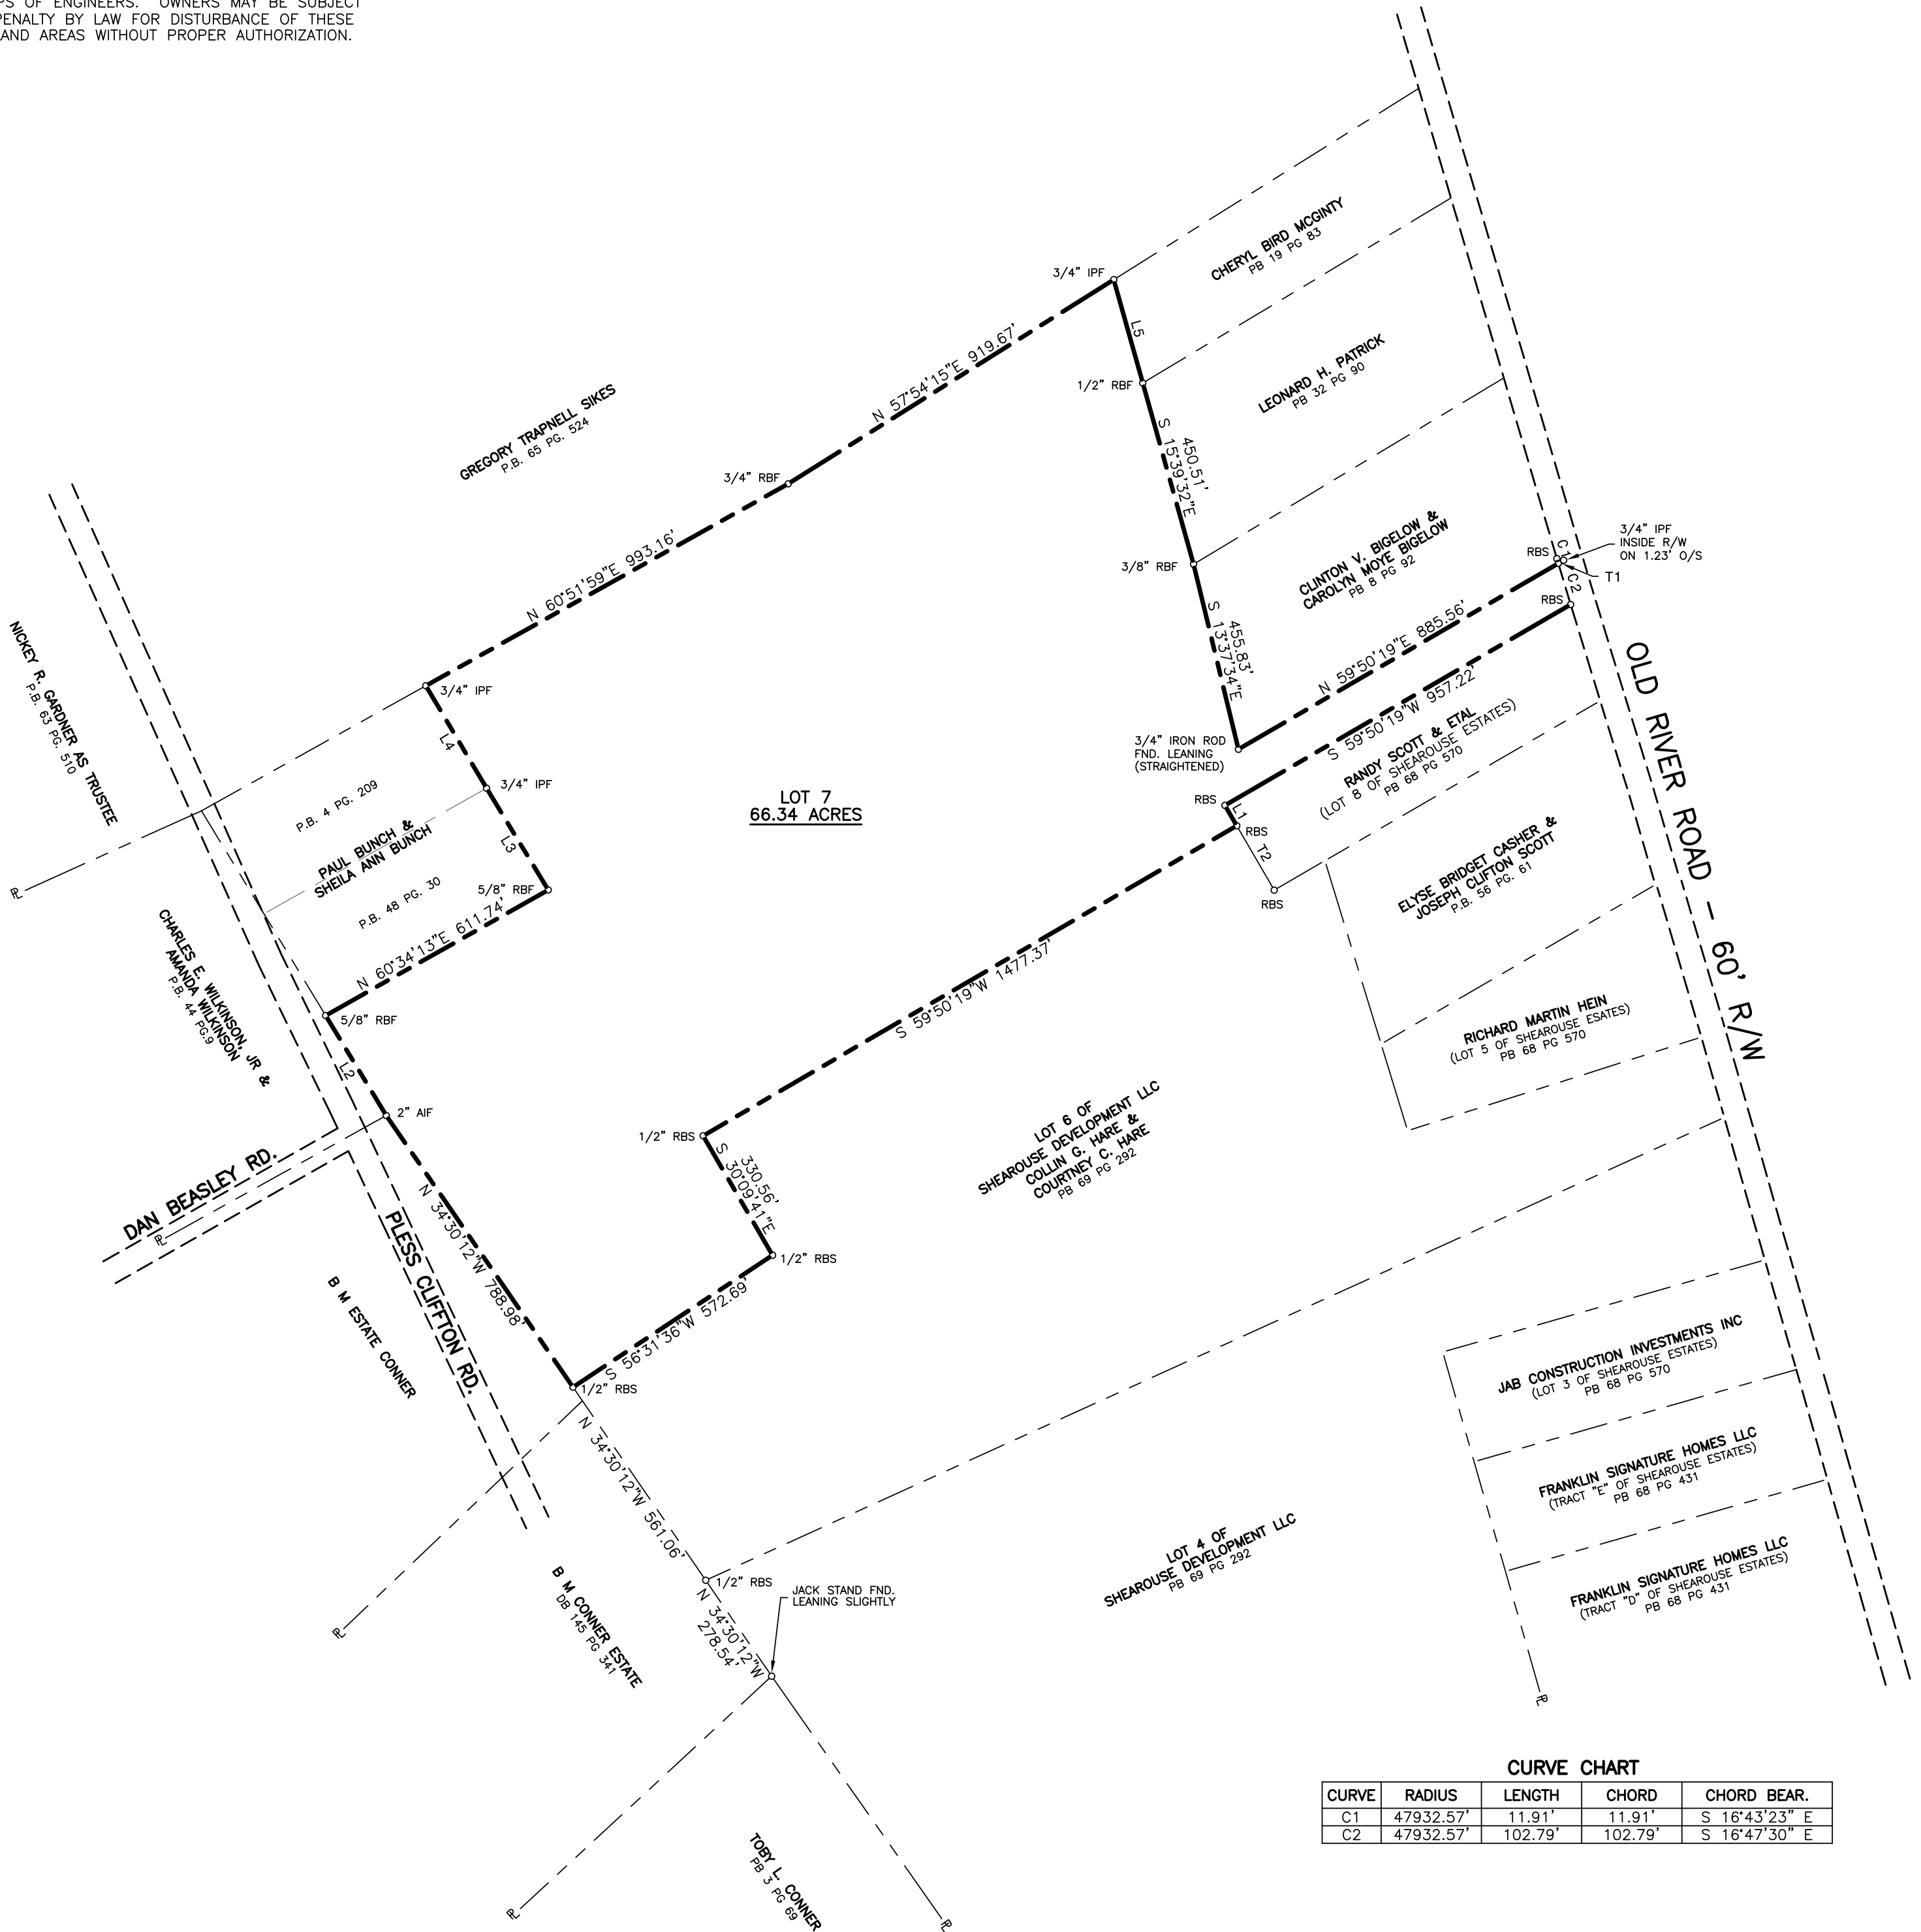 PS OF ENGINEERS. OWNERS MAY BE SUBJECT
PENALTY BY LAW FOR DISTURBANCE OF THESE
AND AREAS WITHOUT PROPER AUTHORIZATION.
CHERYL BIRD MCGINTY
PB 19 PG 83
3/4" IPF
L5
N 57°54'15"E 919.67'
LEONARD H. PATRICK
PB 32 PG 90
1/2" RBF
GREGORY TRAPNELL SIKES
P.B. 65 PG. 524
S 15°39'32"E
450.51'
3/4" RBF
CLINTON V. BIGELOW &
CAROLYN MOYE BIGELOW
PB 8 PG 92
3/4" IPF
INSIDE R/W
ON 1.23' O/S
RBS
C1
T1
C2
RBS
3/8" RBF
N 60°51'59"E 993.16'
S 13°37'34"E
455.83'
N 59°50'19"E 885.56'
S 59°50'19"W 957.22'
NICKEY R. GARDNER AS TRUSTEE
P.B. 63 PG. 510
3/4" IPF
L4
3/4" IRON ROD
FND. LEANING
(STRAIGHTENED)
RANDY SCOTT & ETAL
(LOT 8 OF SHEAROUSE ESTATES)
PB 68 PG 570
OLD RIVER ROAD - 60' R/W
3/4" IPF
P.B. 4 PG. 209
LOT 7
66.34 ACRES
RBS
L1
RBS
T2
RBS
PAUL BUNCH &
SHEILA ANN BUNCH
L3
P.B. 48 PG. 30
5/8" RBF
PL
ELYSE BRIDGET CASHER &
JOSEPH CLIFTON SCOTT
P.B. 56 PG. 61
CHARLES E. WILKINSON, JR &
AMANDA WILKINSON
P.B. 44 PG.9
N 60°34'13"E 611.74'
5/8" RBF
S 59°50'19"W 1477.37'
RICHARD MARTIN HEIN
(LOT 5 OF SHEAROUSE ESATES)
PB 68 PG 570
L2
2" AIF
1/2" RBS
LOT 6 OF
SHEAROUSE DEVELOPMENT LLC
COLLIN G. HARE &
COURTNEY C. HARE
PB 69 PG 292
DAN BEASLEY RD.
PL
S 30°09'41"E
330.56'
N 34°30'12"W 788.98'
PLESS CLIFFTON RD.
1/2" RBS
B M ESTATE CONNER
S 56°31'36"W 572.69'
1/2" RBS
JAB CONSTRUCTION INVESTMENTS INC
(LOT 3 OF SHEAROUSE ESTATES)
PB 68 PG 570
N 34°30'12"W 561.06'
FRANKLIN SIGNATURE HOMES LLC
(TRACT "E" OF SHEAROUSE ESTATES)
PB 68 PG 431
LOT 4 OF
SHEAROUSE DEVELOPMENT LLC
PB 69 PG 292
FRANKLIN SIGNATURE HOMES LLC
(TRACT "D" OF SHEAROUSE ESTATES)
PB 68 PG 431
1/2" RBS
JACK STAND FND.
LEANING SLIGHTLY
B M CONNER ESTATE
DB 145 PG 341
N 34°30'12"W
278.54'
PL
PL
CURVE CHART
CURVE RADIUS LENGTH CHORD CHORD BEAR.
C1 47932.57' 11.91' 11.91' S 16°43'23" E
C2 47932.57' 102.79' 102.79' S 16°47'30" E
TOBY L. CONNER
PB 3 PG 69
PL
PL